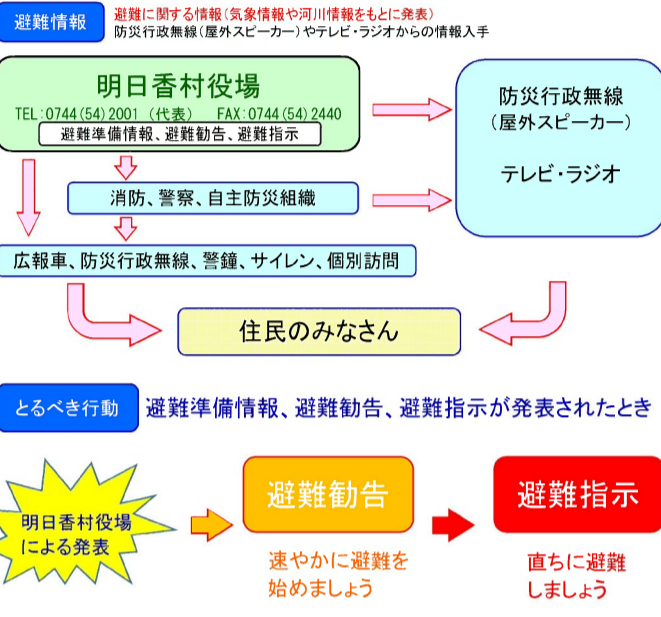 避難情報
避難に関する情報（気象情報や河川情報をもとに発表）
防災行政無線（屋外スピーカー）やテレビ・ラジオからの情報入手
明日香村役場
TEL:0744(54)2001 （代表） FAX:0744(54)2440
避難準備情報、避難勧告、避難指示
防災行政無線
（屋外スピーカー）
テレビ・ラジオ
消防、警察、自主防災組織
広報車、防災行政無線、警鐘、サイレン、個別訪問
住民のみなさん
とるべき行動
避難準備情報、避難勧告、避難指示が発表されたとき
明日香村役場
による発表
避難勧告
速やかに避難を
始めましょう
避難指示
直ちに避難
しましょう